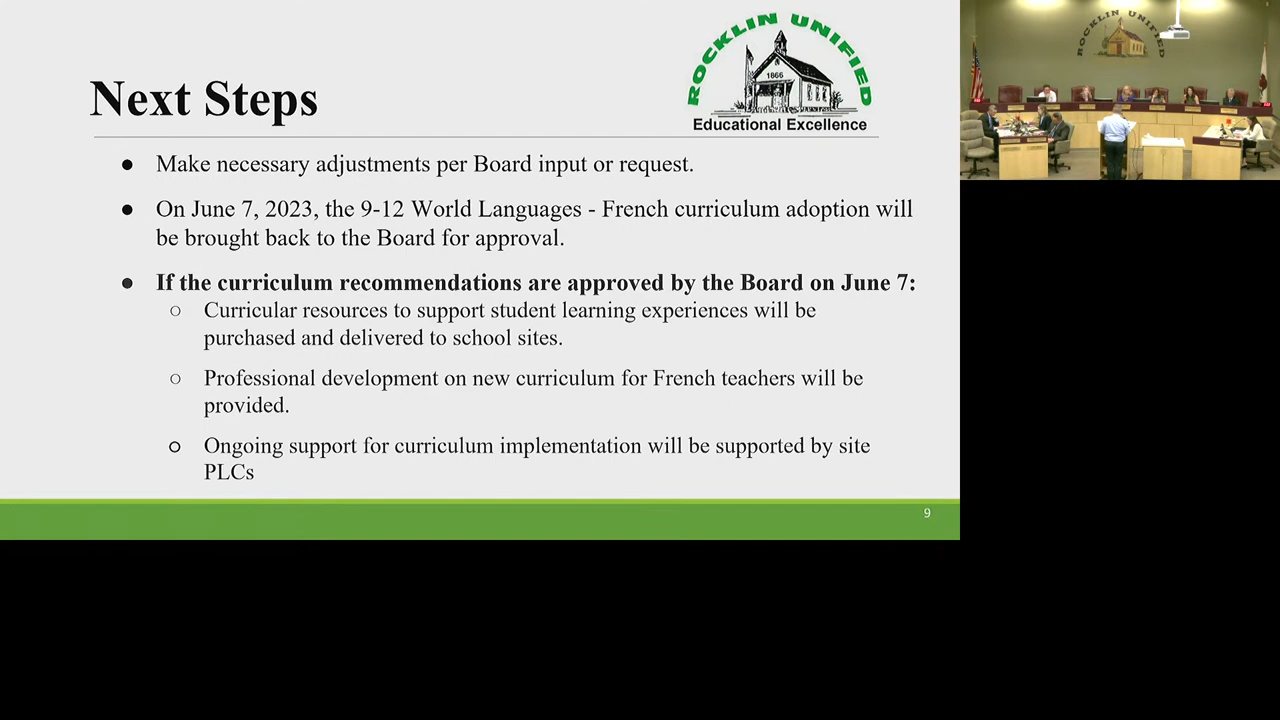 ROCKLIN UNIFIED
1866
Educational Excellence
Next Steps
● Make necessary adjustments per Board input or request.
● On June 7, 2023, the 9-12 World Languages - French curriculum adoption will
be brought back to the Board for approval.
● If the curriculum recommendations are approved by the Board on June 7:
○ Curricular resources to support student learning experiences will be
purchased and delivered to school sites.
○ Professional development on new curriculum for French teachers will be
provided.
○ Ongoing support for curriculum implementation will be supported by site
PLCs
9
ROCKLIN UNIFIED